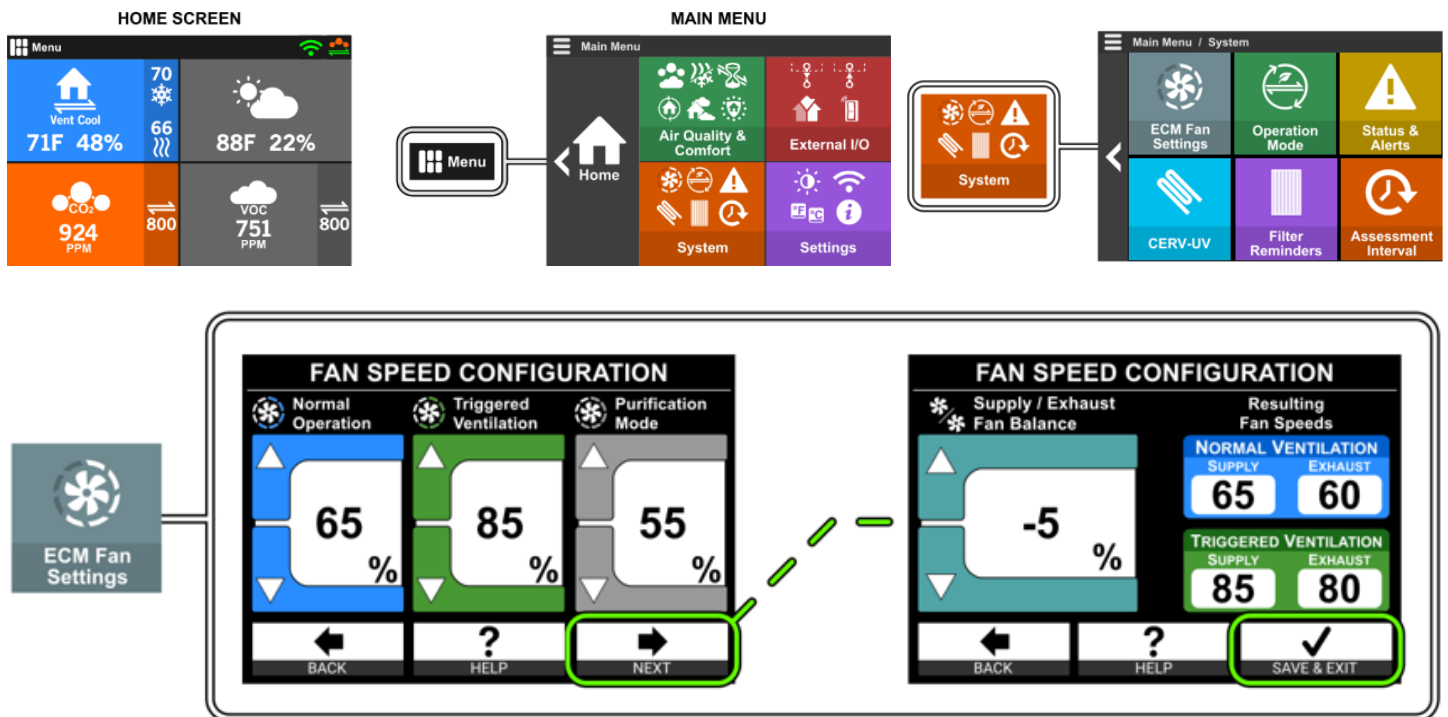 HOME SCREEN
Menu
Vent Cool
71F 48%
70
66
88F 22%
CO2
924
PPM
800
VOC
751
PPM
800
MAIN MENU
Menu
Main Menu
Home
Air Quality &
Comfort
External I/O
°F °C i
System
Settings
System
Main Menu / System
ECM Fan
Settings
Operation
Mode
Status &
Alerts
CERV-UV
Filter
Reminders
Assessment
Interval
ECM Fan
Settings
FAN SPEED CONFIGURATION
Normal
Operation
Triggered
Ventilation
Purification
Mode
65
%
85
%
55
%
BACK
?
HELP
NEXT
FAN SPEED CONFIGURATION
Supply / Exhaust
Fan Balance
-5
%
Resulting
Fan Speeds
NORMAL VENTILATION
SUPPLY EXHAUST
65 60
TRIGGERED VENTILATION
SUPPLY EXHAUST
85 80
BACK
?
HELP
SAVE & EXIT